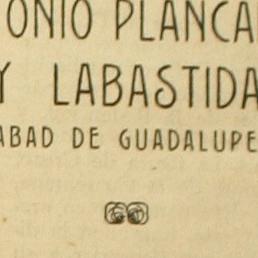 ONIO PLANCA
Y LABASTIDA
ABAD DE GUADALUPE